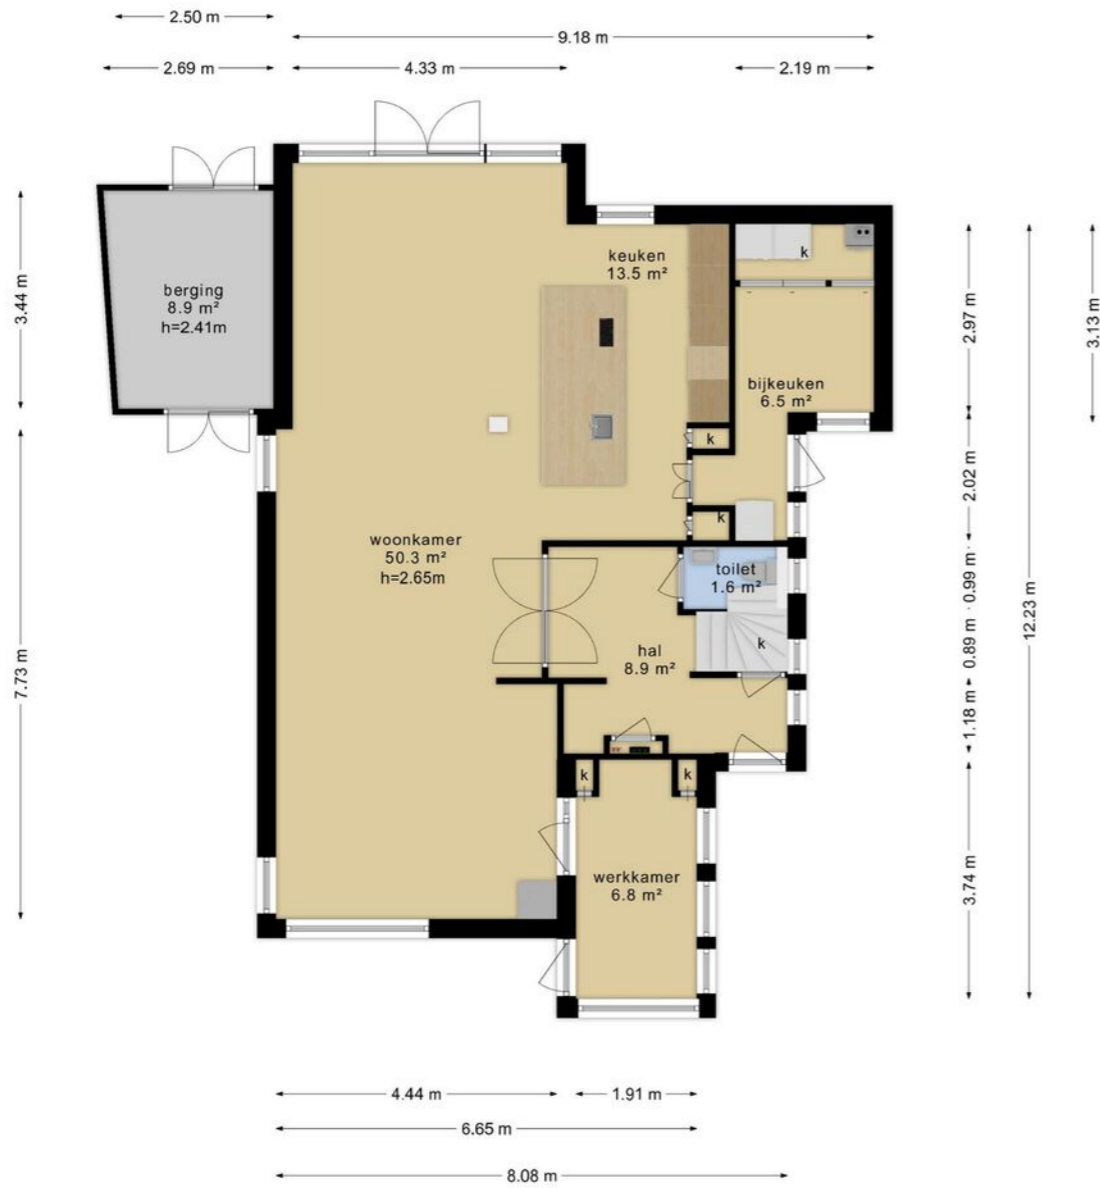 2.50 m
9.18 m
2.69 m
4.33 m
2.19 m
keuken
13.5 m²
k
berging
8.9 m²
h=2.41m
3.44 m
2.97 m
3.13 m
bijkeuken
6.5 m²
k
2.02 m
k
woonkamer
50.3 m²
h=2.65m
toilet
1.6 m²
0.99 m
12.23 m
hal
8.9 m²
k
0.89 m
7.73 m
1.18 m
k
k
werkkamer
6.8 m²
3.74 m
4.44 m
1.91 m
6.65 m
8.08 m